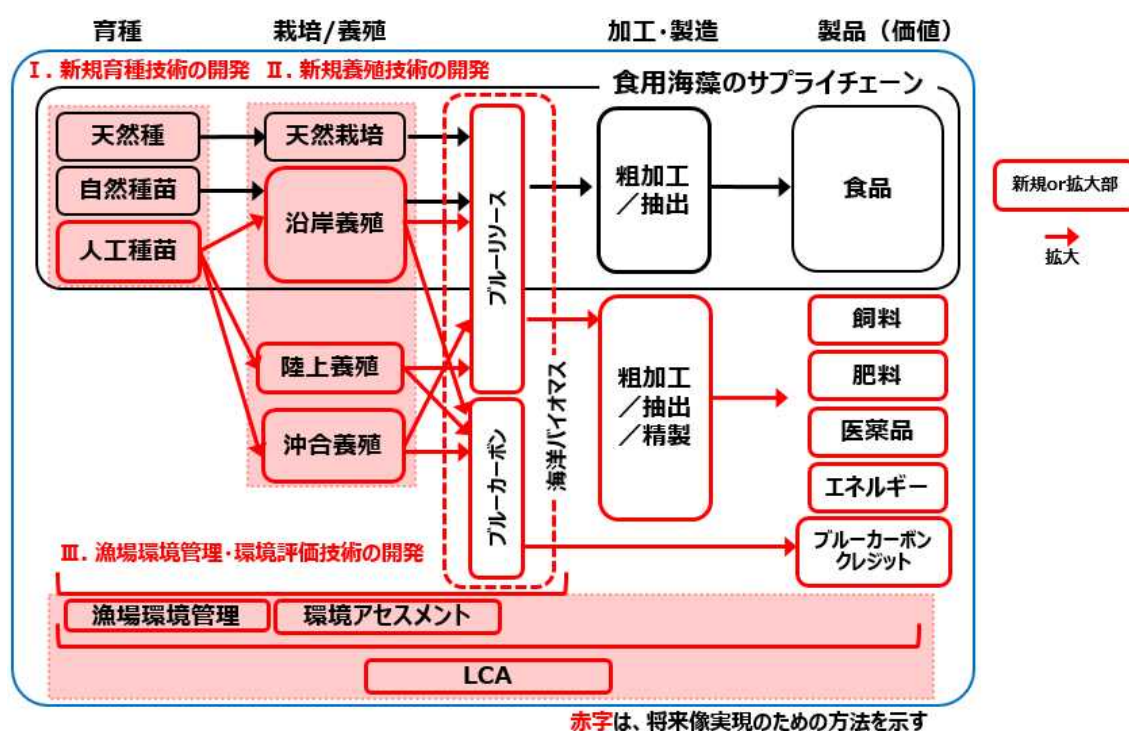 育種
栽培/養殖
加工・製造
製品（価値）
Ⅰ. 新規育種技術の開発
Ⅱ. 新規養殖技術の開発
食用海藻のサプライチェーン
天然種
天然栽培
自然種苗
沿岸養殖
人工種苗
ブルーリソース
粗加工
／抽出
食品
新規or拡大部
拡大
陸上養殖
沖合養殖
ブルーカーボン
海洋バイオマス
粗加工
／抽出
／精製
飼料
肥料
医薬品
エネルギー
ブルーカーボン
クレジット
Ⅲ. 漁場環境管理・環境評価技術の開発
漁場環境管理
環境アセスメント
LCA
赤字は、将来像実現のための方法を示す